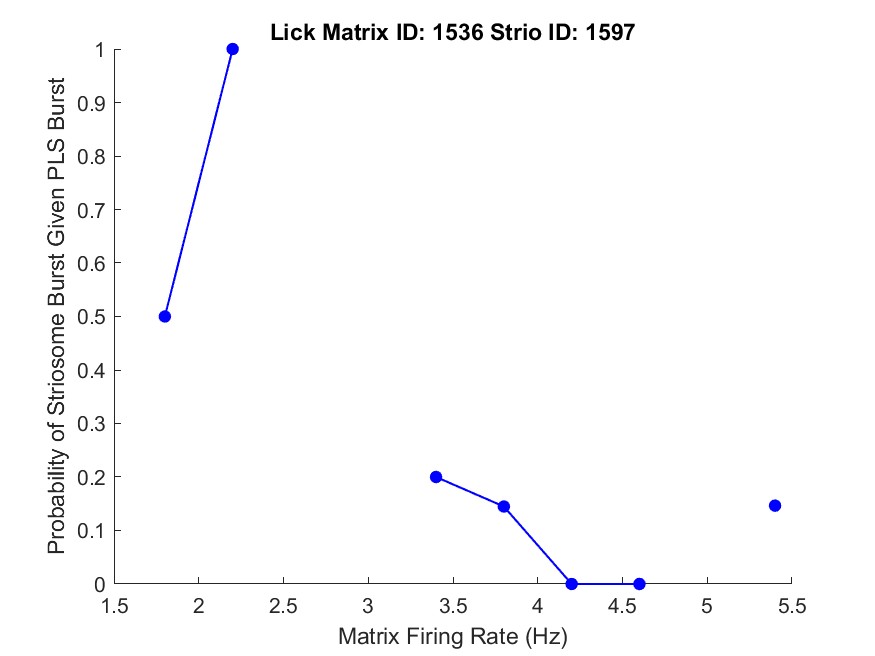 Lick Matrix ID: 1536 Strio ID: 1597
Probability of Striosome Burst Given PLS Burst
1
0.9
0.8
0.7
0.6
0.5
0.4
0.3
0.2
0.1
0
1.5 2 2.5 3 3.5 4 4.5 5 5.5
Matrix Firing Rate (Hz)